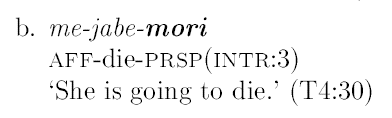 b. me-jabe-mori
AFF-die-PRSP(INTR:3)
‘She is going to die.’ (T4:30)